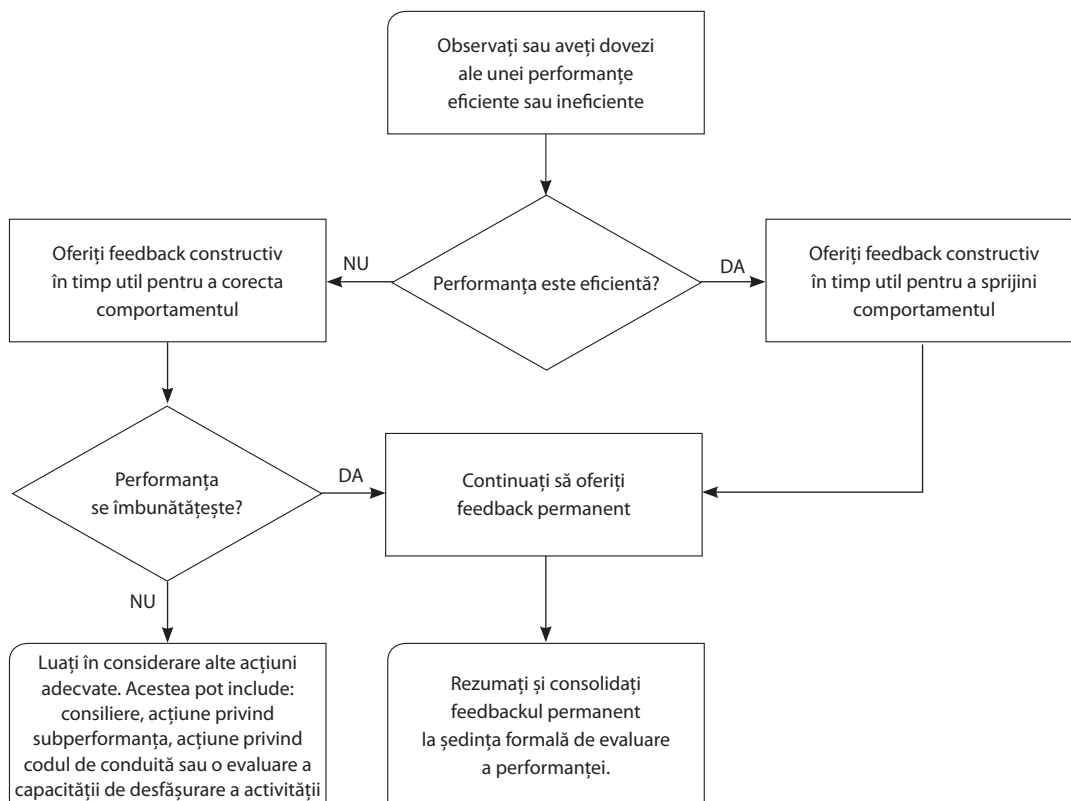 Observați sau aveți dovezi
ale unei performanțe
eficiente sau ineficiente
Oferiți feedback constructiv
în timp util pentru a corecta
comportamentul
NU
Performanța este eficientă?
DA
Oferiți feedback constructiv
în timp util pentru a sprijini
comportamentul
Performanța
se îmbunătățește?
DA
Continuați să oferiți
feedback permanent
NU
Luați în considerare alte acțiuni
adecvate. Acestea pot include:
consiliere, acțiune privind
subperformanța, acțiune privind
codul de conduită sau o evaluare a
capacității de desfășurare a activității
Rezumați și consolidați
feedbackul permanent
la ședința formală de evaluare
a performanței.